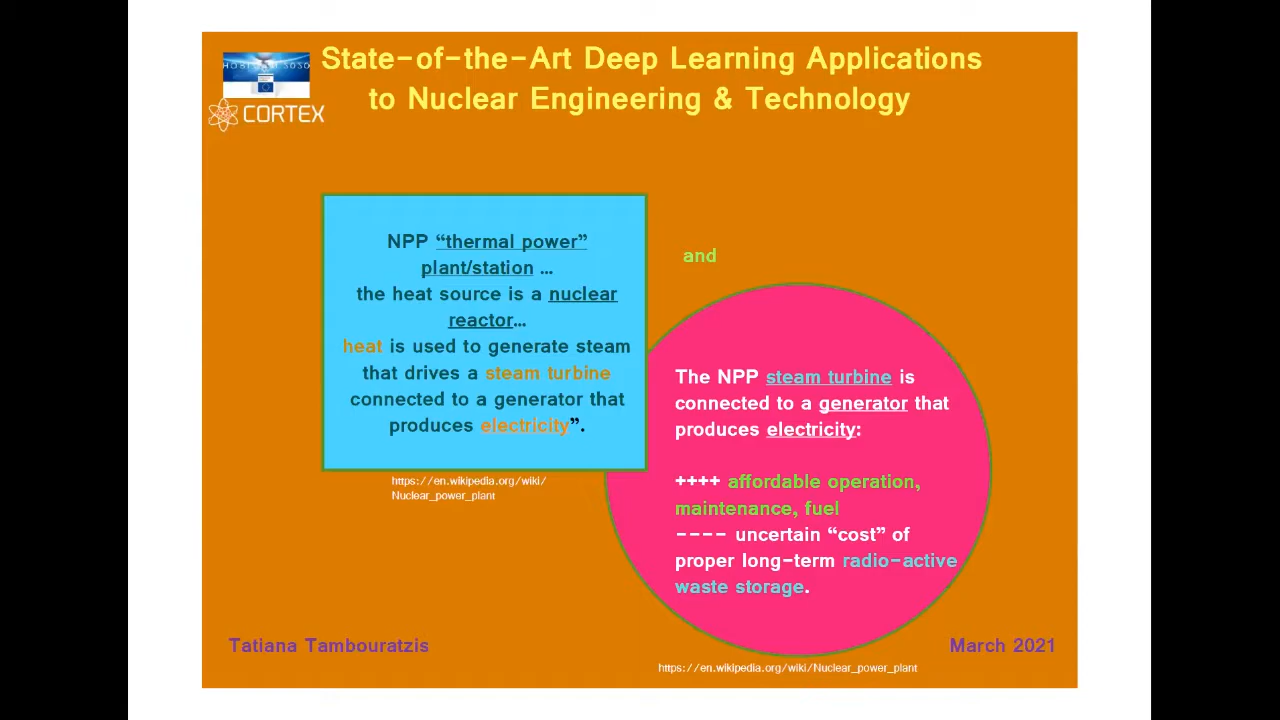 State-of-the-Art Deep Learning Applications
to Nuclear Engineering & Technology
HORIZON 2020
CORTEX
NPP “thermal power”
plant/station ...
the heat source is a nuclear
reactor...
heat is used to generate steam
that drives a steam turbine
connected to a generator that
produces electricity”.
https://en.wikipedia.org/wiki/
Nuclear_power_plant
and
The NPP steam turbine is
connected to a generator that
produces electricity:
++++ affordable operation,
maintenance, fuel
---- uncertain “cost” of
proper long-term radio-active
waste storage.
https://en.wikipedia.org/wiki/Nuclear_power_plant
Tatiana Tambouratzis
March 2021